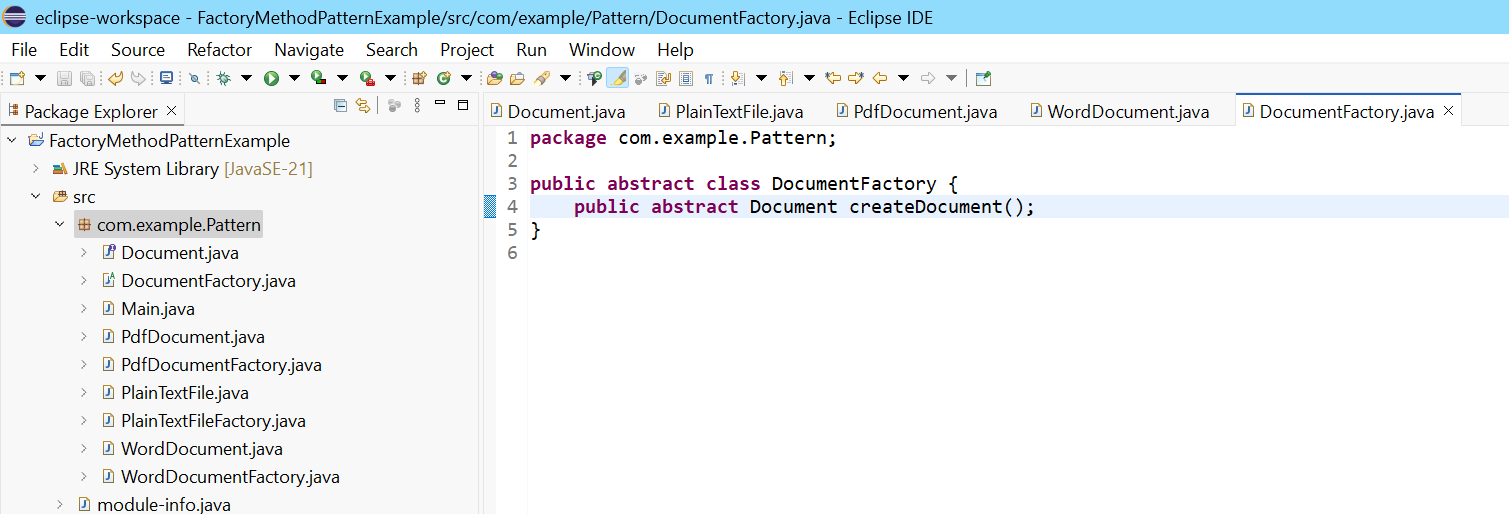 eclipse-workspace - FactoryMethodPatternExample/src/com/example/Pattern/DocumentFactory.java - Eclipse IDE
File Edit Source Refactor Navigate Search Project Run Window Help
Package Explorer
FactoryMethodPatternExample
JRE System Library [JavaSE-21]
src
com.example.Pattern
Document.java
DocumentFactory.java
Main.java
PdfDocument.java
PdfDocumentFactory.java
PlainTextFile.java
PlainTextFileFactory.java
WordDocument.java
WordDocumentFactory.java
module-info.java
Document.java PlainTextFile.java PdfDocument.java WordDocument.java DocumentFactory.java
1 package com.example.Pattern;
2
3 public abstract class DocumentFactory {
4 public abstract Document createDocument();
5 }
6